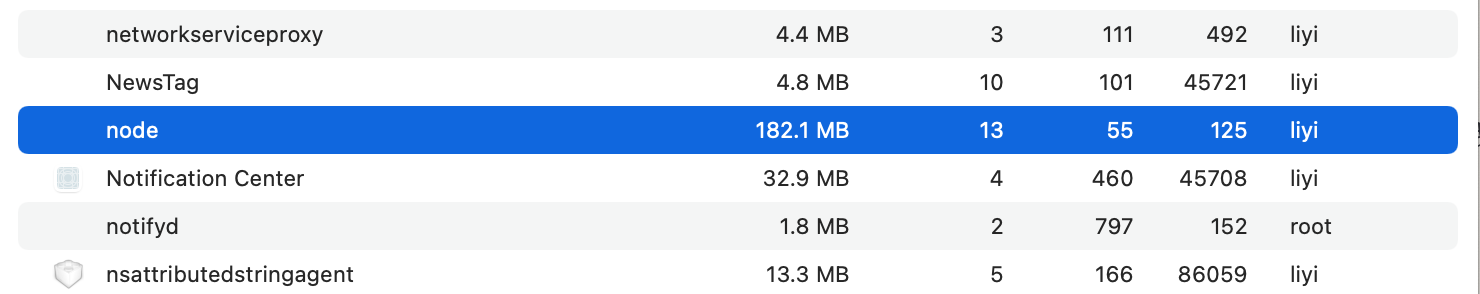 networkserviceproxy 4.4 MB 3 111 492 liyi
NewsTag 4.8 MB 10 101 45721 liyi
node 182.1 MB 13 55 125 liyi
Notification Center 32.9 MB 4 460 45708 liyi
notifyd 1.8 MB 2 797 152 root
nsattributedstringagent 13.3 MB 5 166 86059 liyi